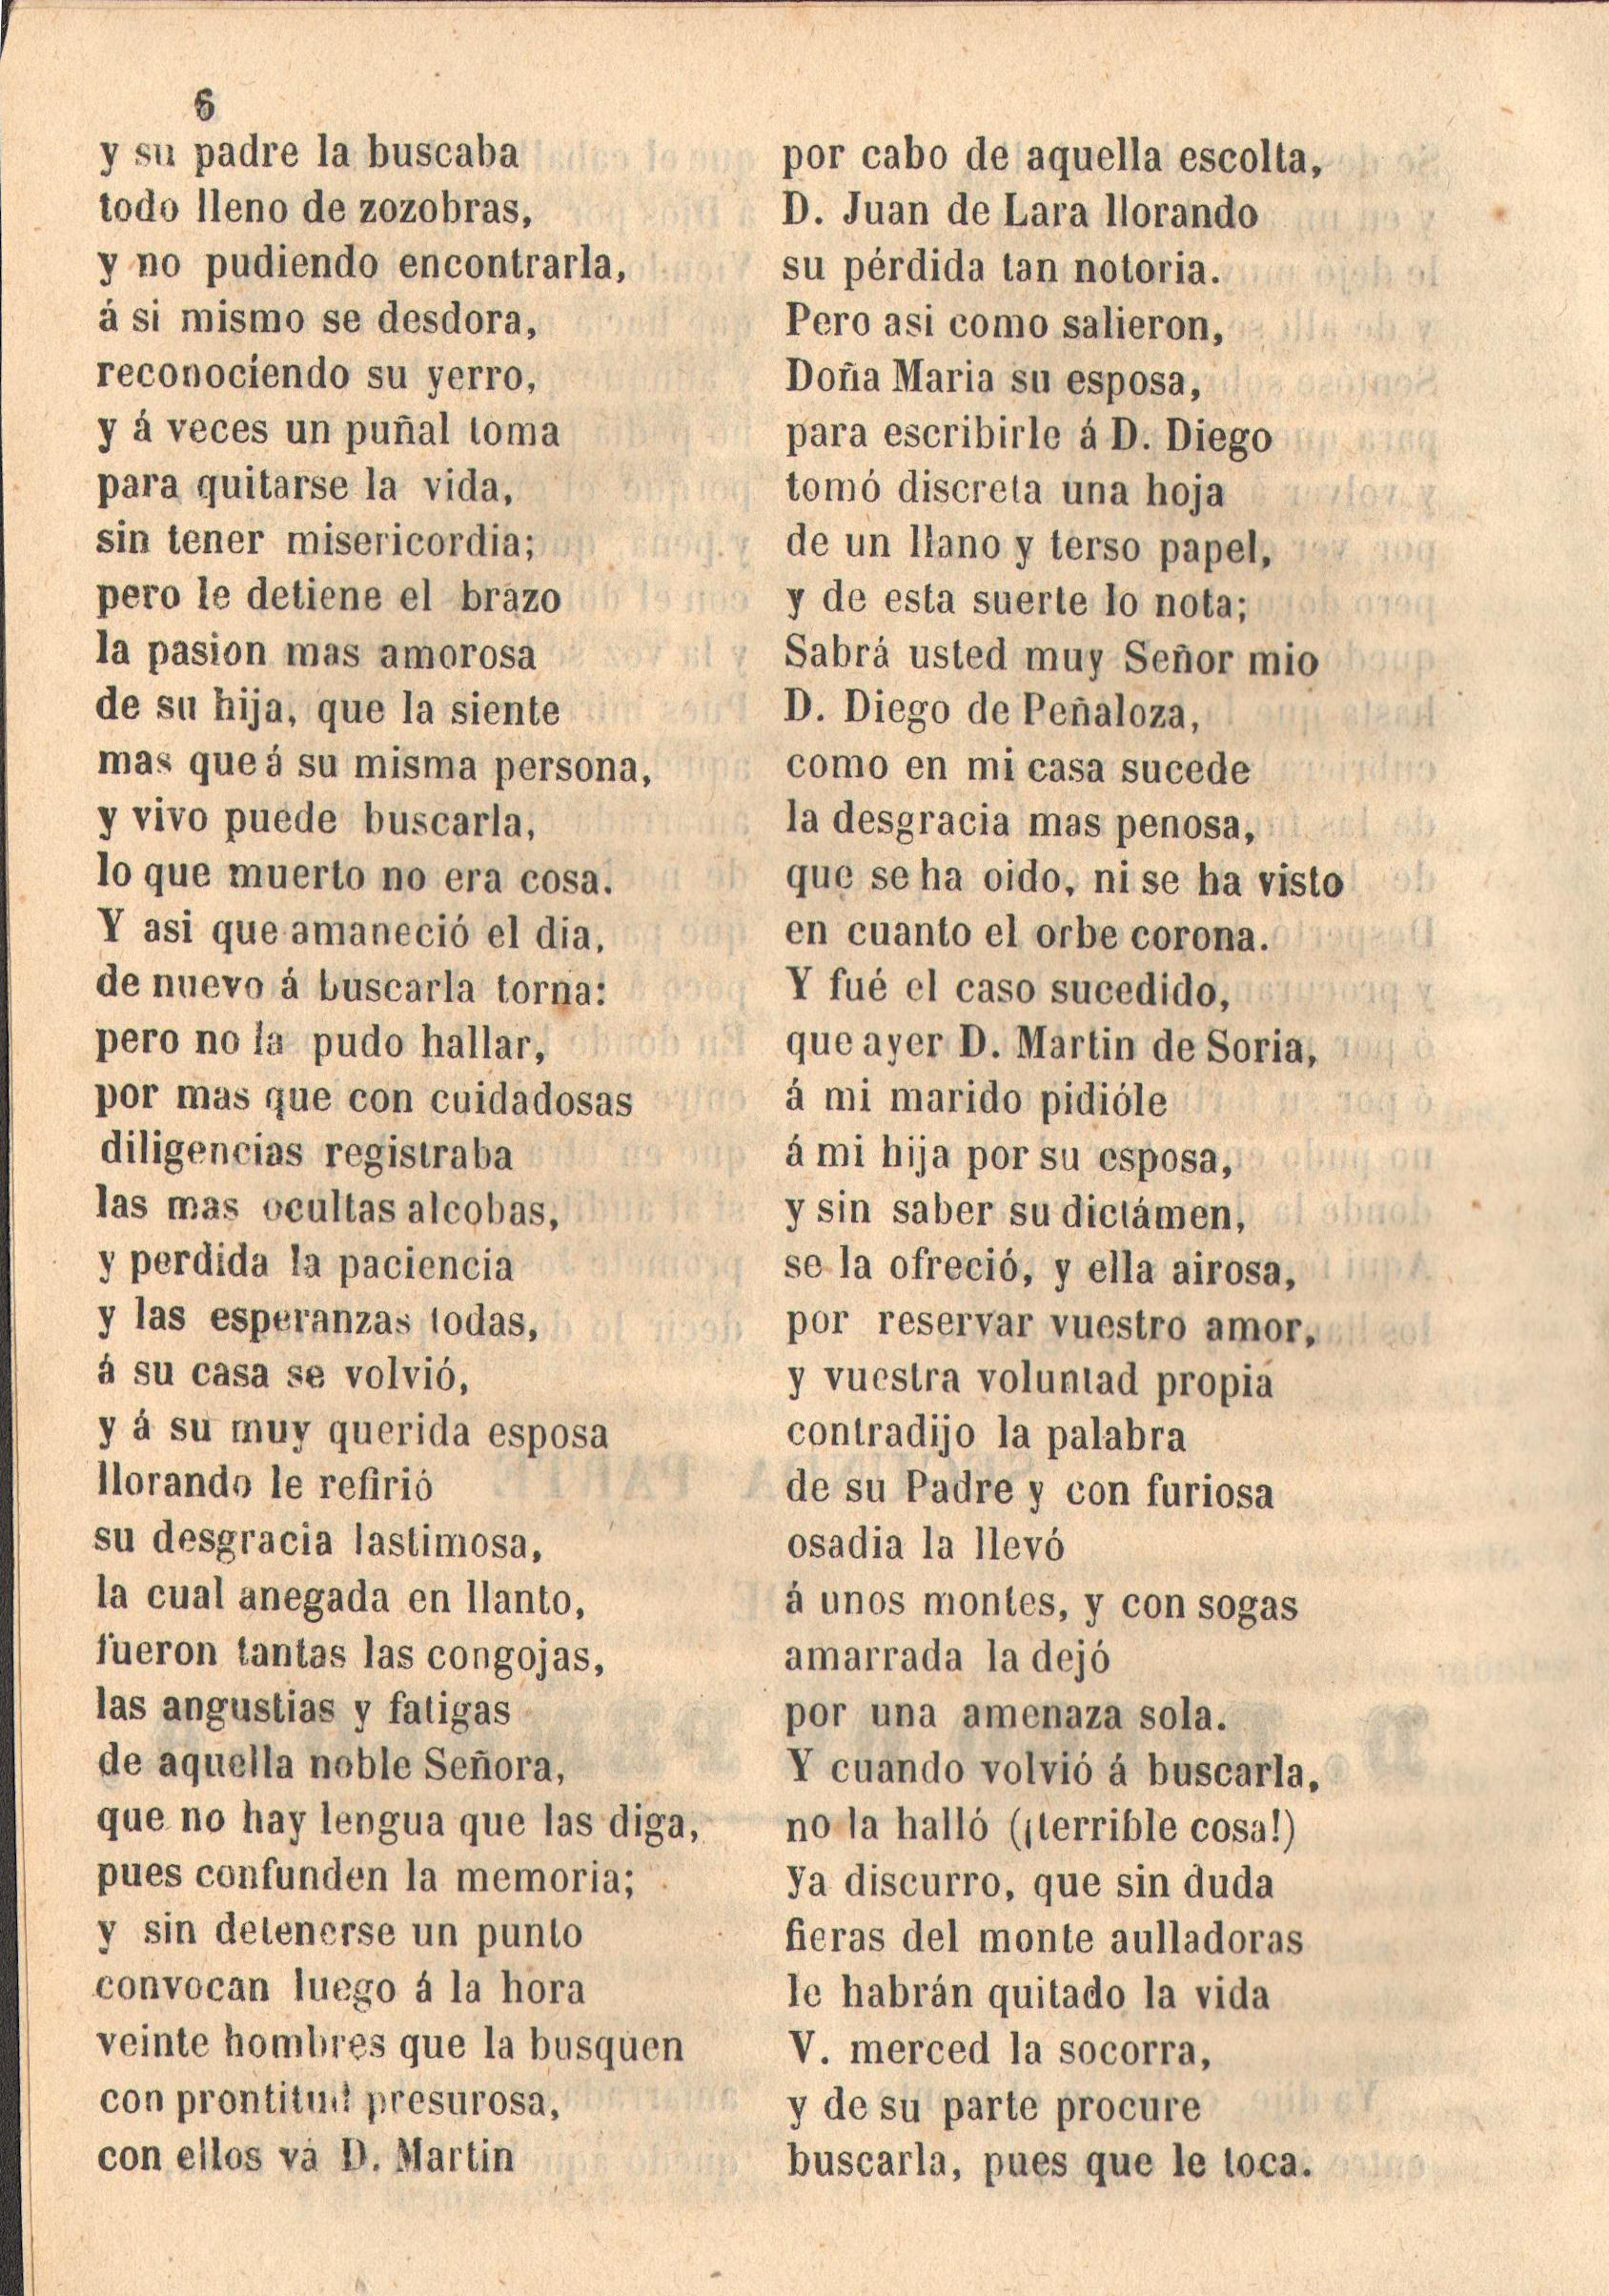 6
y su padre la buscaba
todo lleno de zozobras,
y no pudiendo encontrarla,
á si mismo se desdora,
reconociendo su yerro,
y á veces un puñal toma
para quitarse la vida,
sin tener misericordia;
pero le detiene el brazo
la pasion mas amorosa
de su hija, que la siente
mas que á su misma persona,
y vivo puede buscarla,
lo que muerto no era cosa.
Y asi que amaneció el dia,
de nuevo á buscarla torna:
pero no la pudo hallar,
por mas que con cuidadosas
diligencias registraba
las mas ocultas alcobas,
y perdida la paciencia
y las esperanzas todas,
á su casa se volvió,
y á su muy querida esposa
llorando le refirió
su desgracia lastimosa,
la cual anegada en llanto,
fueron tantas las congojas,
las angustias y fatigas
de aquella noble Señora,
que no hay lengua que las diga,
pues confunden la memoria;
y sin detenerse un punto
convocan luego á la hora
veinte hombres que la busquen
con prontitud presurosa,
con ellos vá D. Martin
por cabo de aquella escolta,
D. Juan de Lara llorando
su pérdida tan notoria.
Pero asi como salieron,
Doña Maria su esposa,
para escribirle á D. Diego
tomó discreta una hoja
de un llano y terso papel,
y de esta suerte lo nota;
Sabrá usted muy Señor mio
D. Diego de Peñaloza,
como en mi casa sucede
la desgracia mas penosa,
que se ha oido, ni se ha visto
en cuanto el orbe corona.
Y fué el caso sucedido,
que ayer D. Martin de Soria,
á mi marido pidióle
á mi hija por su esposa,
y sin saber su dictámen,
se la ofreció, y ella airosa,
por reservar vuestro amor,
y vuestra voluntad propia
contradijo la palabra
de su Padre y con furiosa
osadia la llevó
á unos montes, y con sogas
amarrada la dejó
por una amenaza sola.
Y cuando volvió á buscarla,
no la halló (¡terrible cosa!)
ya discurro, que sin duda
fieras del monte aulladoras
le habrán quitado la vida
V. merced la socorra,
y de su parte procure
buscarla, pues que le toca.